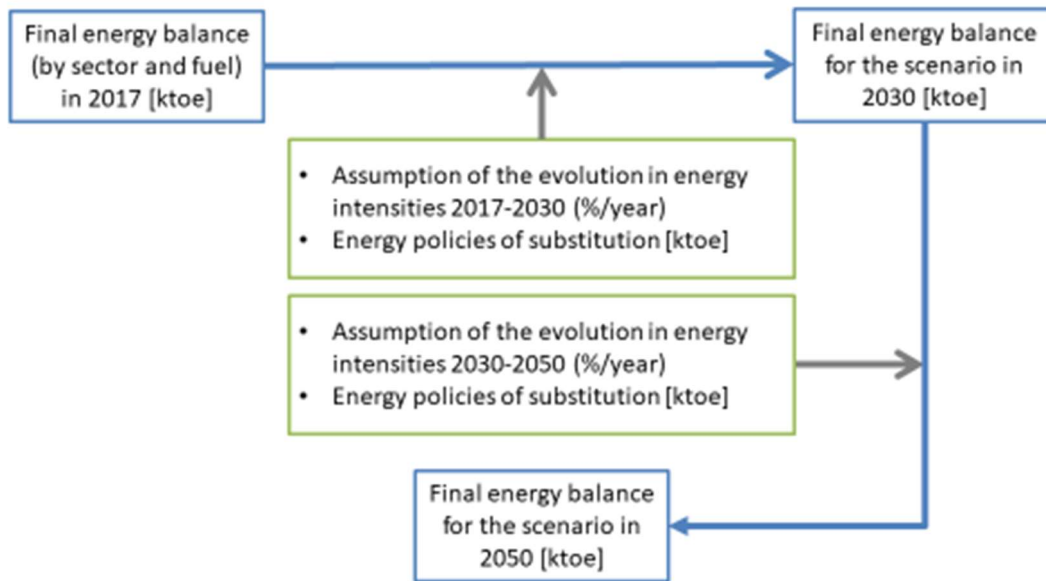 Final energy balance
(by sector and fuel)
in 2017 [ktoe]
Final energy balance
for the scenario in
2030 [ktoe]
• Assumption of the evolution in energy
intensities 2017-2030 (%/year)
• Energy policies of substitution [ktoe]
• Assumption of the evolution in energy
intensities 2030-2050 (%/year)
• Energy policies of substitution [ktoe]
Final energy balance
for the scenario in
2050 [ktoe]